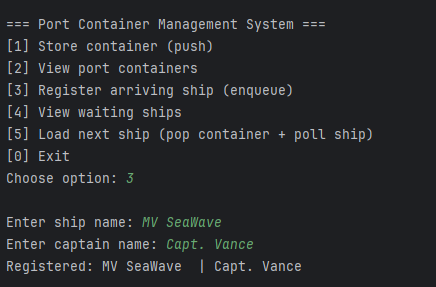 === Port Container Management System ===
[1] Store container (push)
[2] View port containers
[3] Register arriving ship (enqueue)
[4] View waiting ships
[5] Load next ship (pop container + poll ship)
[0] Exit
Choose option: 3
Enter ship name: MV SeaWave
Enter captain name: Capt. Vance
Registered: MV SeaWave  | Capt. Vance